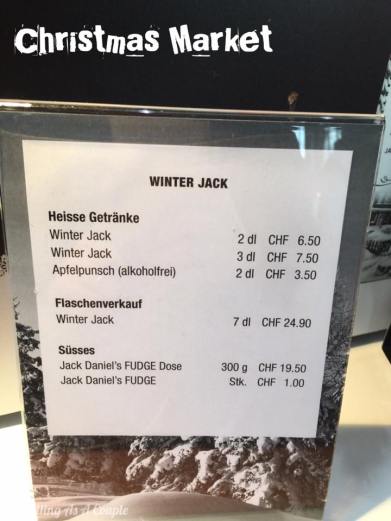 Christmas Market
WINTER JACK
Heisse Getränke
Winter Jack 2 dl CHF 6.50
Winter Jack 3 dl CHF 7.50
Apfelpunsch (alkoholfrei) 2 dl CHF 3.50
Flaschenverkauf
Winter Jack 7 dl CHF 24.90
Süsses
Jack Daniel's FUDGE Dose 300 g CHF 19.50
Jack Daniel's FUDGE Stk. CHF 1.00
As A Couple